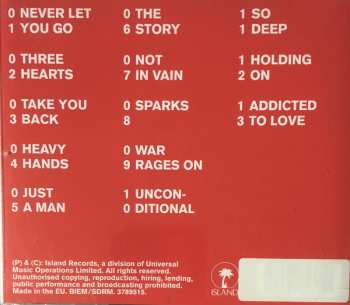 0 NEVER LET
1 YOU GO
0 THREE
2 HEARTS
0 TAKE YOU
3 BACK
0 HEAVY
4 HANDS
0 JUST
5 A MAN
0 THE
6 STORY
0 NOT
7 IN VAIN
0 SPARKS
8
0 WAR
9 RAGES ON
1 UNCON-
0 DITIONAL
1 SO
1 DEEP
1 HOLDING
2 ON
1 ADDICTED
3 TO LOVE
(P) & (C): Island Records, a division of Universal
Music Operations Limited. All rights reserved.
Unauthorised copying, reproduction, hiring, lending,
public performance and broadcasting prohibited.
Made in the EU. BIEM/SDRM. 3789515.
ISLAND